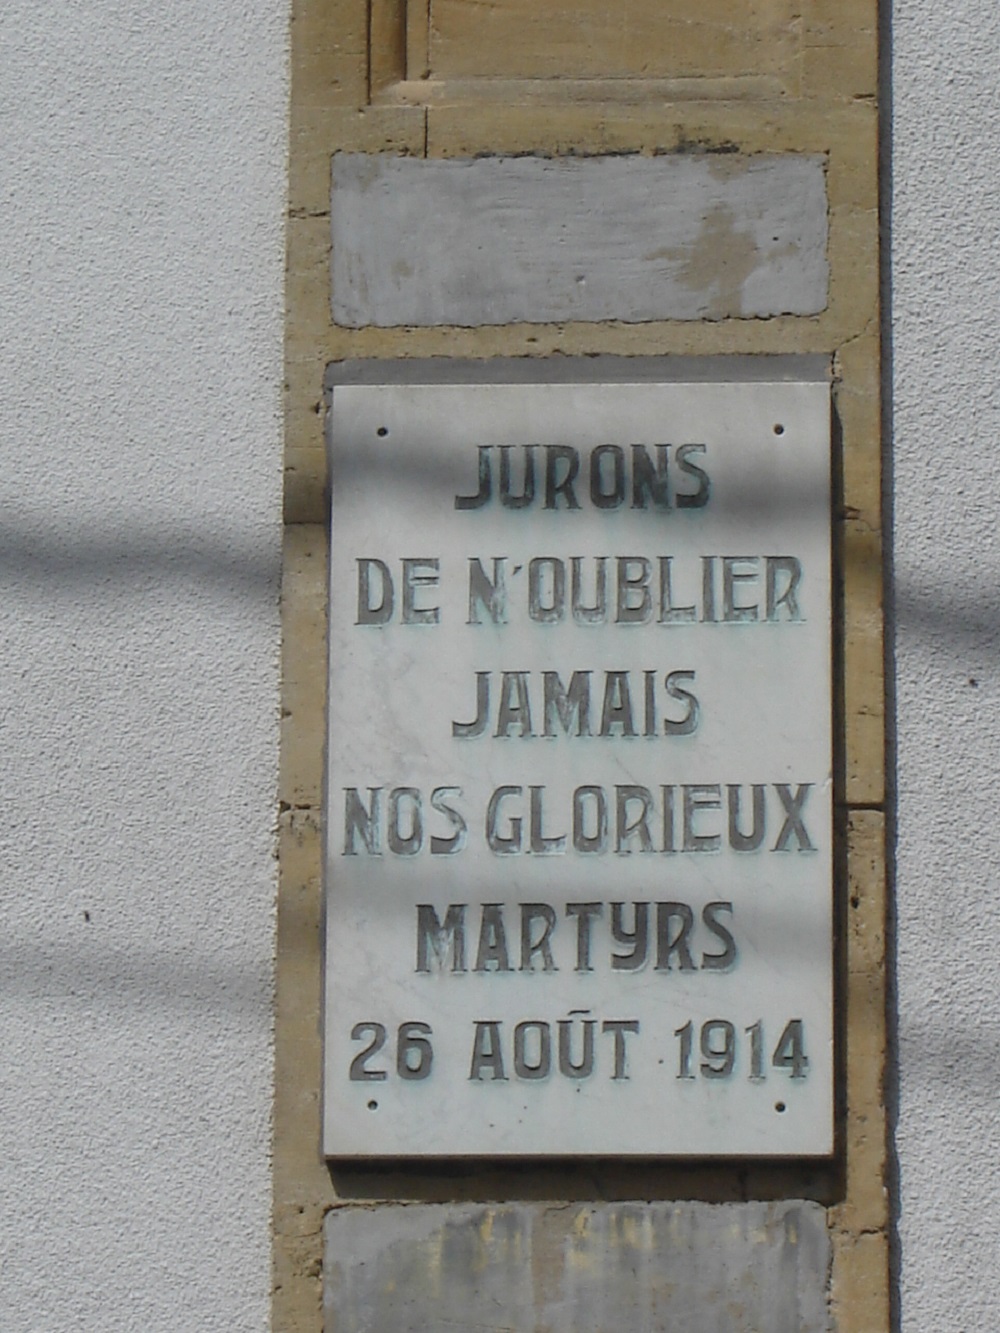 JURONS
DE N'OUBLIER
JAMAIS
NOS GLORIEUX
MARTYRS
26 AOÛT 1914